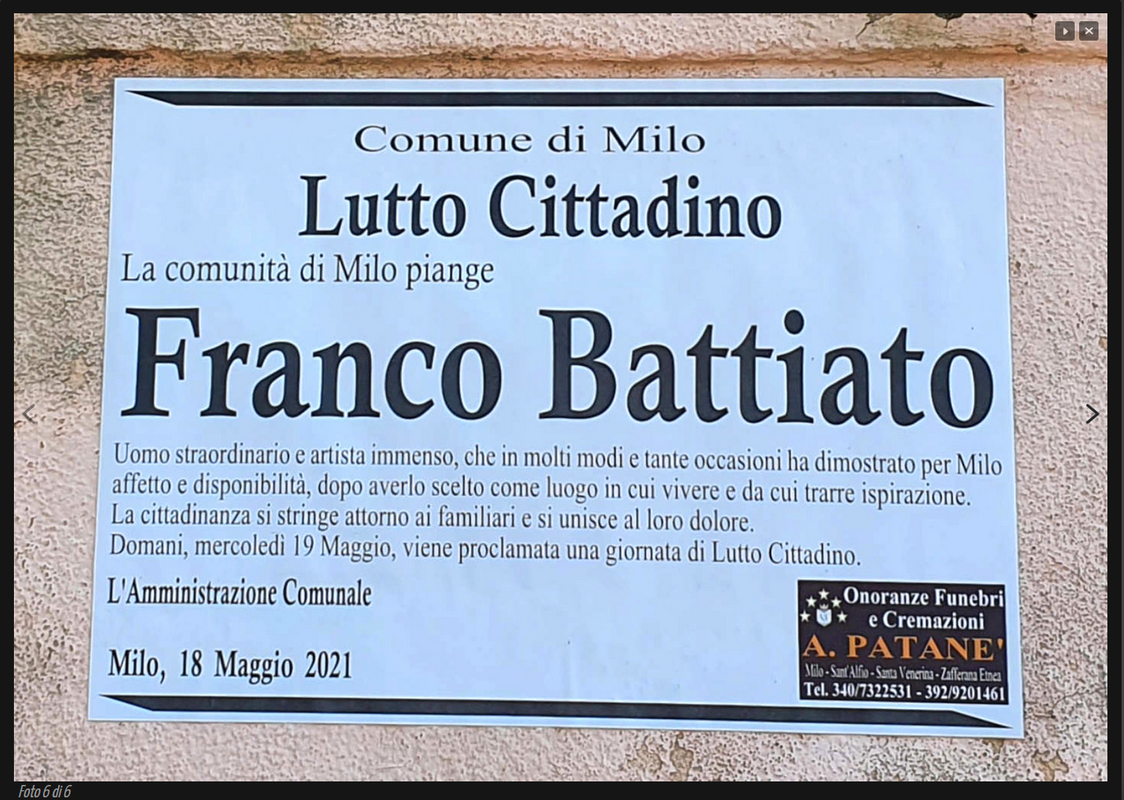 Comune di Milo
Lutto Cittadino
La comunità di Milo piange
Franco Battiato
Uomo straordinario e artista immenso, che in molti modi e tante occasioni ha dimostrato per Milo
affetto e disponibilità, dopo averlo scelto come luogo in cui vivere e da cui trarre ispirazione.
La cittadinanza si stringe attorno ai familiari e si unisce al loro dolore.
Domani, mercoledì 19 Maggio, viene proclamata una giornata di Lutto Cittadino.
L'Amministrazione Comunale
Milo, 18 Maggio 2021
Onoranze Funebri
e Cremazioni
A. PATANE'
Milo - Sant'Alfio - Santa Venerina - Zafferana Etnea
Tel. 340/7322531 - 392/9201461
Foto 6 di 6